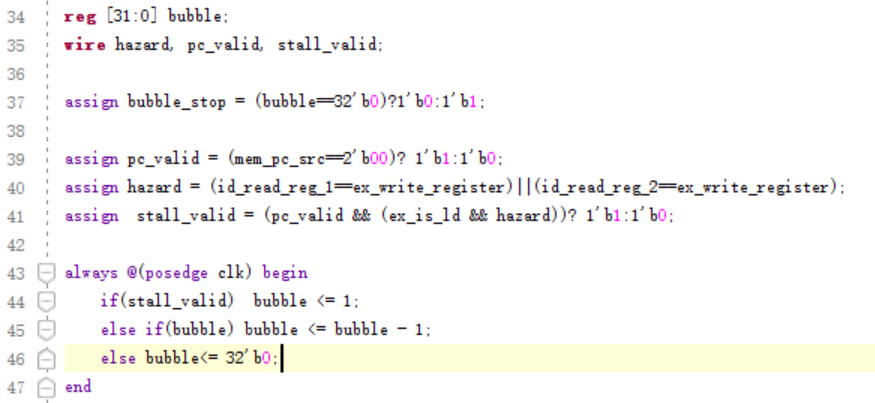 34 reg [31:0] bubble;
35 wire hazard, pc_valid, stall_valid;
36
37 assign bubble_stop = (bubble==32'b0)?1'b0:1'b1;
38
39 assign pc_valid = (mem_pc_src==2'b00)? 1'b1:1'b0;
40 assign hazard = (id_read_reg_1==ex_write_register)||(id_read_reg_2==ex_write_register);
41 assign  stall_valid = (pc_valid && (ex_is_ld && hazard))? 1'b1:1'b0;
42
43 always @(posedge clk) begin
44     if(stall_valid)  bubble <= 1;
45     else if(bubble) bubble <= bubble - 1;
46     else bubble<= 32'b0;
47 end